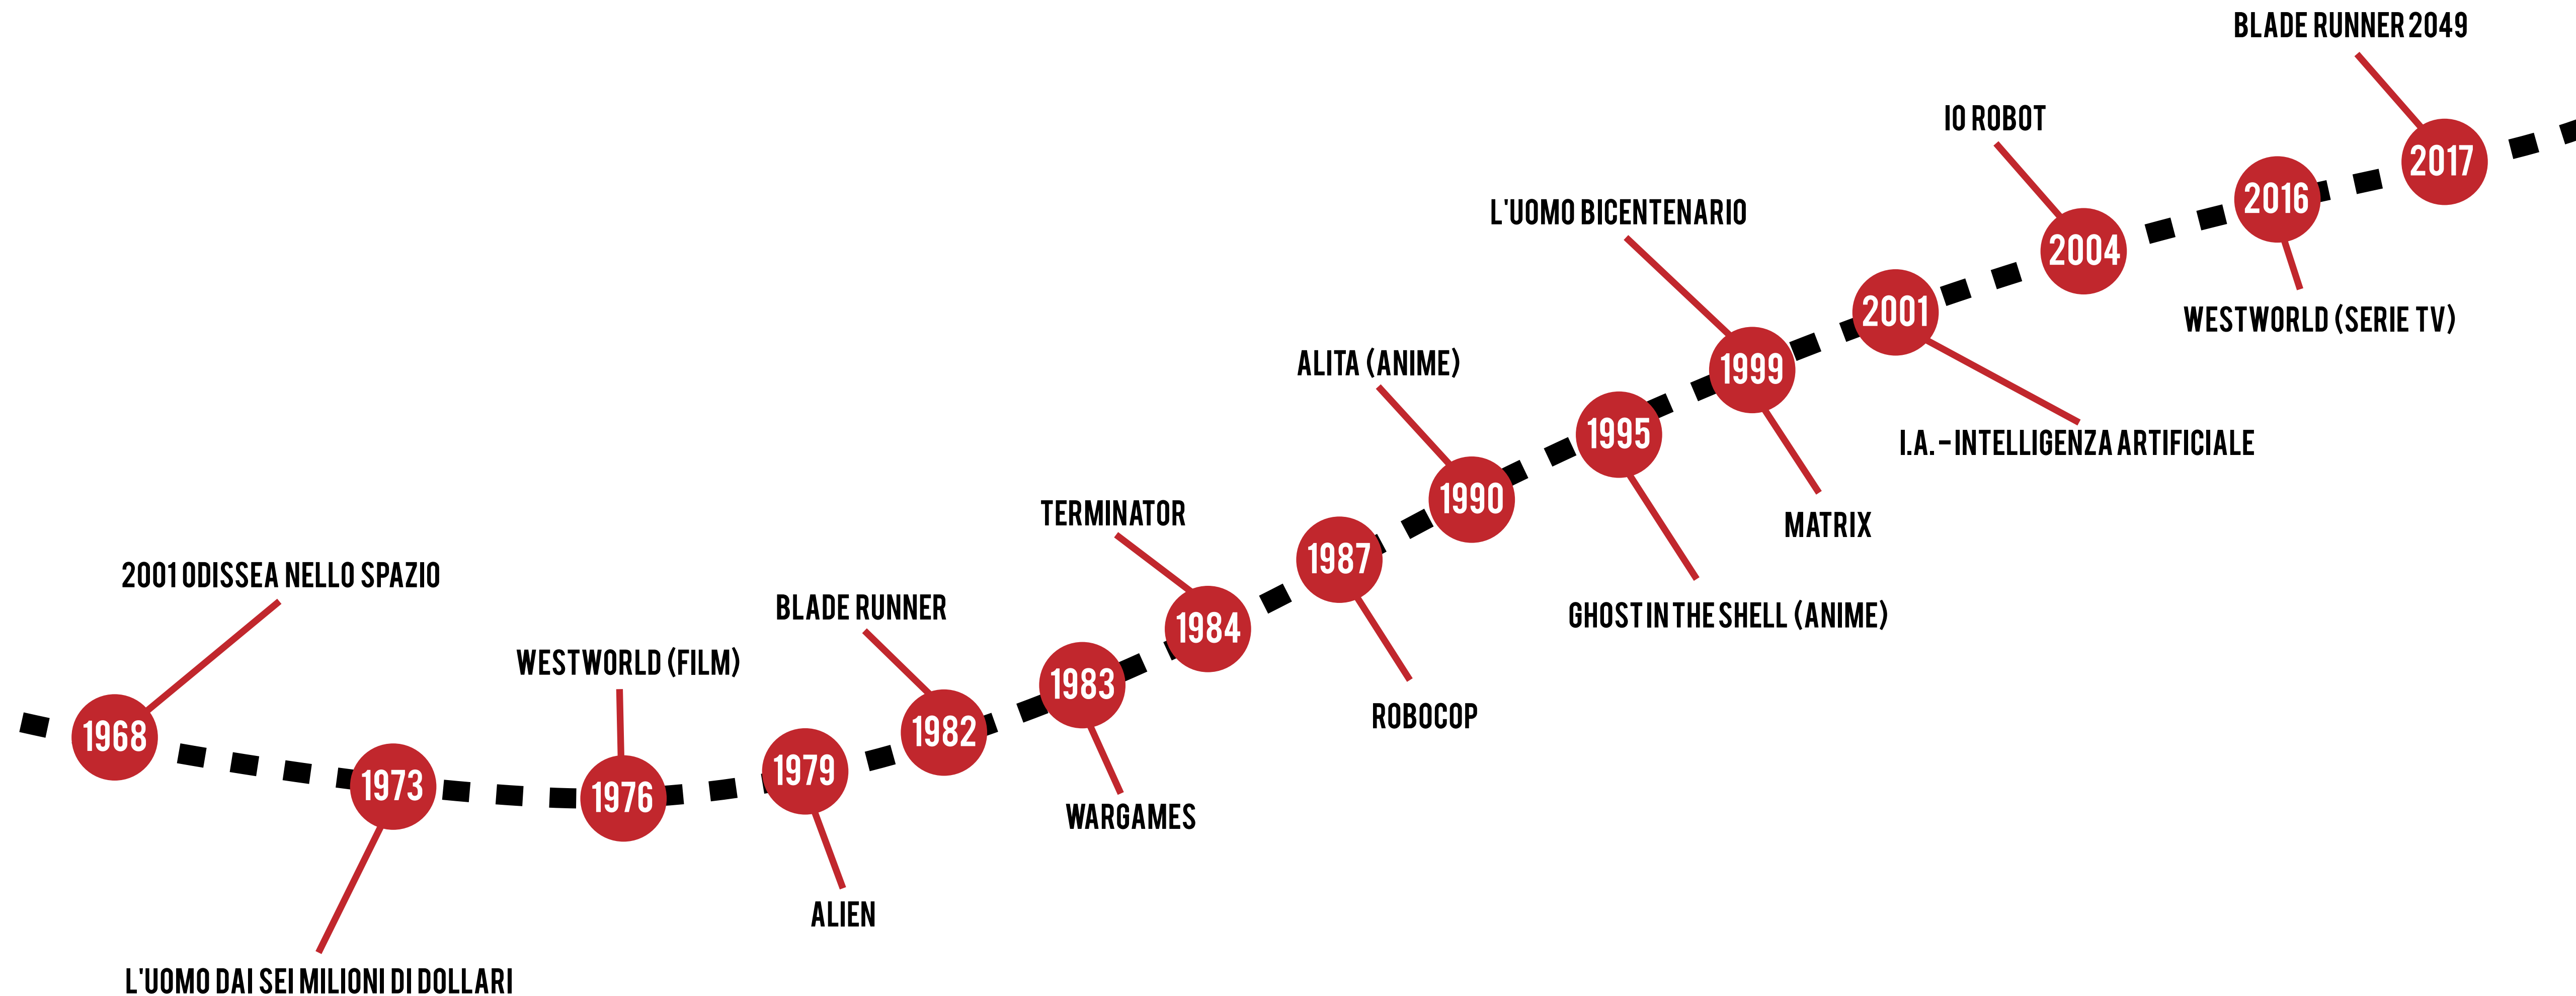 BLADE RUNNER 2049
IO ROBOT
2017
2016
L'UOMO BICENTENARIO
2004
2001
WESTWORLD (SERIE TV)
ALITA (ANIME)
1999
1995
I.A. - INTELLIGENZA ARTIFICIALE
1990
TERMINATOR
MATRIX
1987
2001 ODISSEA NELLO SPAZIO
BLADE RUNNER
1984
GHOST IN THE SHELL (ANIME)
WESTWORLD (FILM)
1983
ROBOCOP
1968
1982
1979
1973
1976
WARGAMES
ALIEN
L'UOMO DAI SEI MILIONI DI DOLLARI